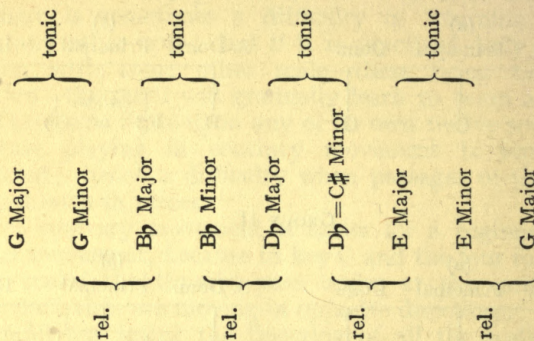 G Major
} tonic
G Minor
rel. {
B♭ Major
} tonic
B♭ Minor
rel. {
D♭ Major
} tonic
D♭=C♯ Minor
rel. {
E Major
} tonic
E Minor
rel. {
G Major